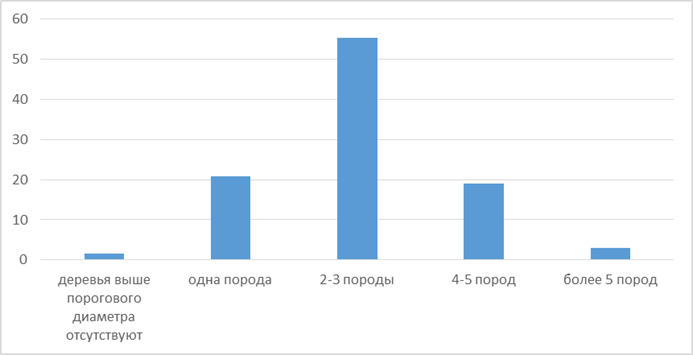 60
50
40
30
20
10
0
деревья выше
порогового
диаметра
отсутствуют
одна порода
2-3 породы
4-5 пород
более 5 пород